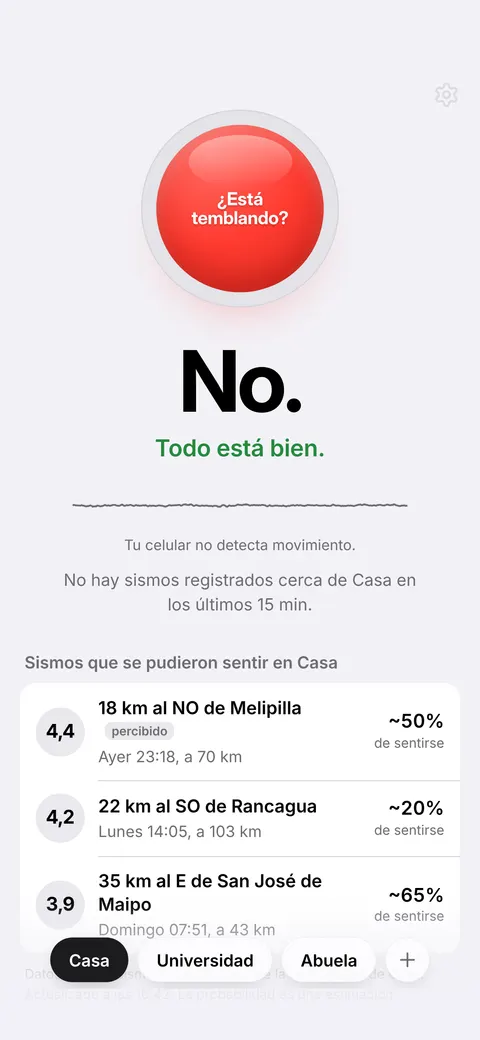 ¿Está
temblando?
No.
Todo está bien.
Tu celular no detecta movimiento.
No hay sismos registrados cerca de Casa en
los últimos 15 min.
Sismos que se pudieron sentir en Casa
4,4
18 km al NO de Melipilla
percibido
Ayer 23:18, a 70 km
~50%
de sentirse
4,2
22 km al SO de Rancagua
Lunes 14:05, a 103 km
~20%
de sentirse
3,9
35 km al E de San José de
Maipo
Domingo 07:51, a 43 km
~65%
de sentirse
Casa
Universidad
Abuela